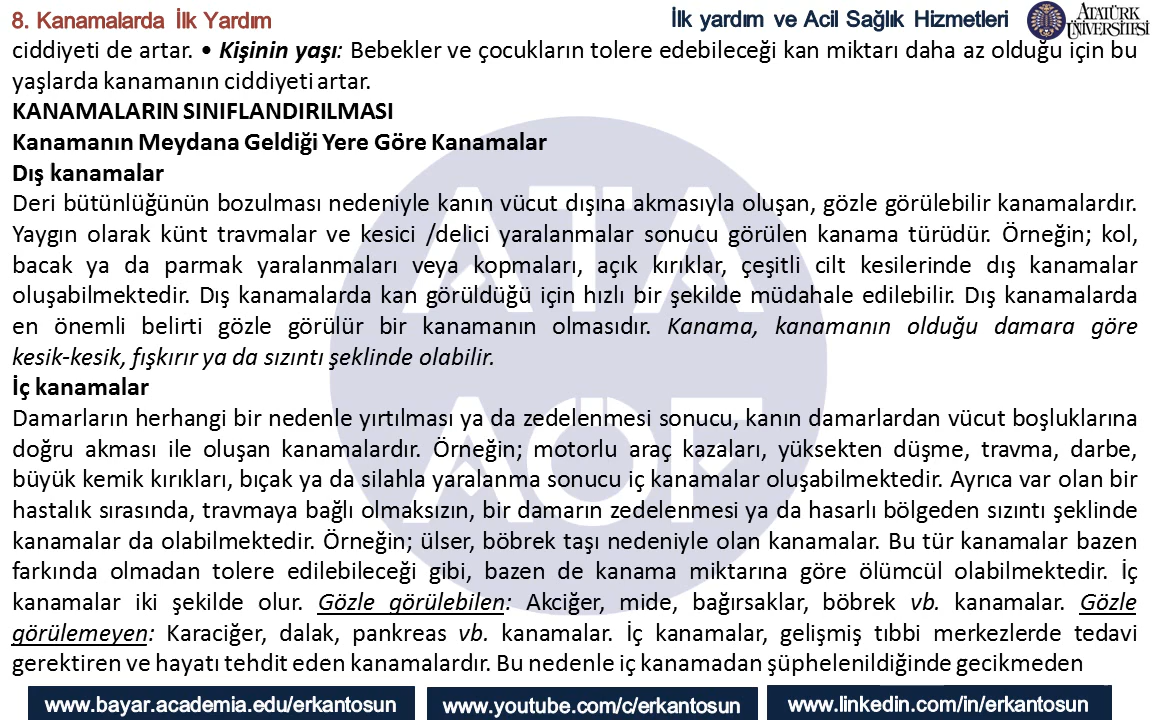 8. Kanamalarda İlk Yardım
İlk yardım ve Acil Sağlık Hizmetleri
ATATÜRK
ÜNİVERSİTESİ
ciddiyeti de artar. • Kişinin yaşı: Bebekler ve çocukların tolere edebileceği kan miktarı daha az olduğu için bu
yaşlarda kanamanın ciddiyeti artar.
KANAMALARIN SINIFLANDIRILMASI
Kanamanın Meydana Geldiği Yere Göre Kanamalar
Dış kanamalar
Deri bütünlüğünün bozulması nedeniyle kanın vücut dışına akmasıyla oluşan, gözle görülebilir kanamalardır.
Yaygın olarak künt travmalar ve kesici /delici yaralanmalar sonucu görülen kanama türüdür. Örneğin; kol,
bacak ya da parmak yaralanmaları veya kopmaları, açık kırıklar, çeşitli cilt kesilerinde dış kanamalar
oluşabilmektedir. Dış kanamalarda kan görüldüğü için hızlı bir şekilde müdahale edilebilir. Dış kanamalarda
en önemli belirti gözle görülür bir kanamanın olmasıdır. Kanama, kanamanın olduğu damara göre
kesik-kesik, fışkırır ya da sızıntı şeklinde olabilir.
İç kanamalar
Damarların herhangi bir nedenle yırtılması ya da zedelenmesi sonucu, kanın damarlardan vücut boşluklarına
doğru akması ile oluşan kanamalardır. Örneğin; motorlu araç kazaları, yüksekten düşme, travma, darbe,
büyük kemik kırıkları, bıçak ya da silahla yaralanma sonucu iç kanamalar oluşabilmektedir. Ayrıca var olan bir
hastalık sırasında, travmaya bağlı olmaksızın, bir damarın zedelenmesi ya da hasarlı bölgeden sızıntı şeklinde
kanamalar da olabilmektedir. Örneğin; ülser, böbrek taşı nedeniyle olan kanamalar. Bu tür kanamalar bazen
farkında olmadan tolere edilebileceği gibi, bazen de kanama miktarına göre ölümcül olabilmektedir. İç
kanamalar iki şekilde olur. Gözle görülebilen: Akciğer, mide, bağırsaklar, böbrek vb. kanamalar. Gözle
görülemeyen: Karaciğer, dalak, pankreas vb. kanamalar. İç kanamalar, gelişmiş tıbbi merkezlerde tedavi
gerektiren ve hayatı tehdit eden kanamalardır. Bu nedenle iç kanamadan şüphelenildiğinde gecikmeden
ATA
AÖF
www.bayar.academia.edu/erkantosun
www.youtube.com/c/erkantosun
www.linkedin.com/in/erkantosun